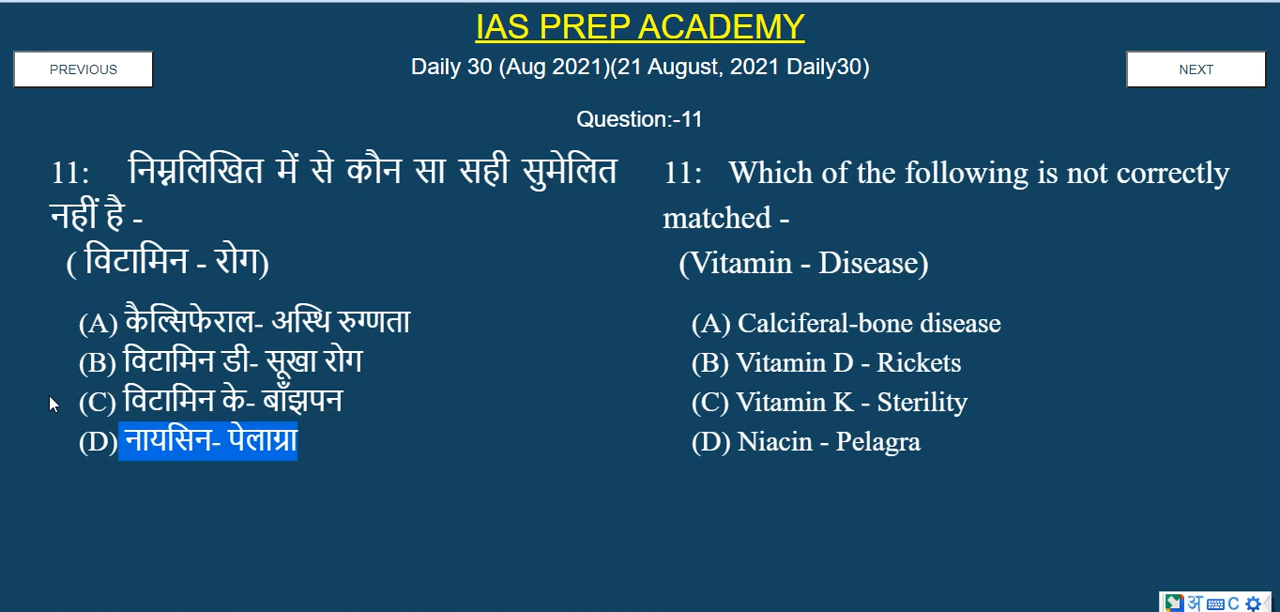 IAS PREP ACADEMY
PREVIOUS
Daily 30 (Aug 2021)(21 August, 2021 Daily30)
NEXT
Question:-11
11: निम्नलिखित में से कौन सा सही सुमेलित
नहीं है -
( विटामिन - रोग)
(A) कैल्सिफेराल- अस्थि रुग्णता
(B) विटामिन डी- सूखा रोग
(C) विटामिन के- बाँझपन
(D) नायसिन- पेलाग्रा
11: Which of the following is not correctly
matched -
(Vitamin - Disease)
(A) Calciferal-bone disease
(B) Vitamin D - Rickets
(C) Vitamin K - Sterility
(D) Niacin - Pelagra
अ